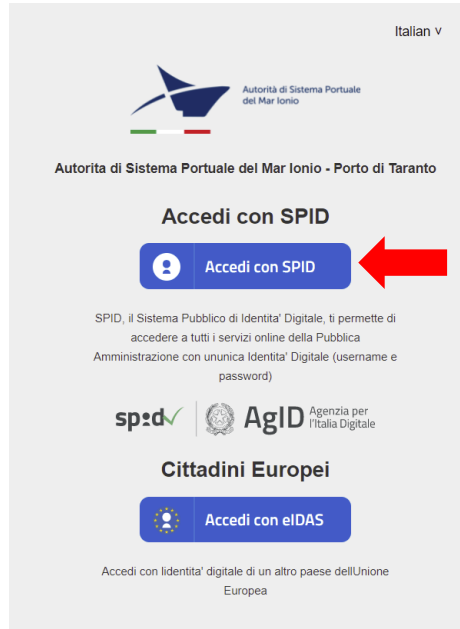 Italian v
Autorità di Sistema Portuale
del Mar Ionio
Autorita di Sistema Portuale del Mar Ionio - Porto di Taranto
Accedi con SPID
Accedi con SPID
SPID, il Sistema Pubblico di Identita' Digitale, ti permette di
accedere a tutti i servizi online della Pubblica
Amministrazione con ununica Identita' Digitale (username e
password)
spid AgID Agenzia per
l'Italia Digitale
Cittadini Europei
Accedi con eIDAS
Accedi con lidentita' digitale di un altro paese dellUnione
Europea